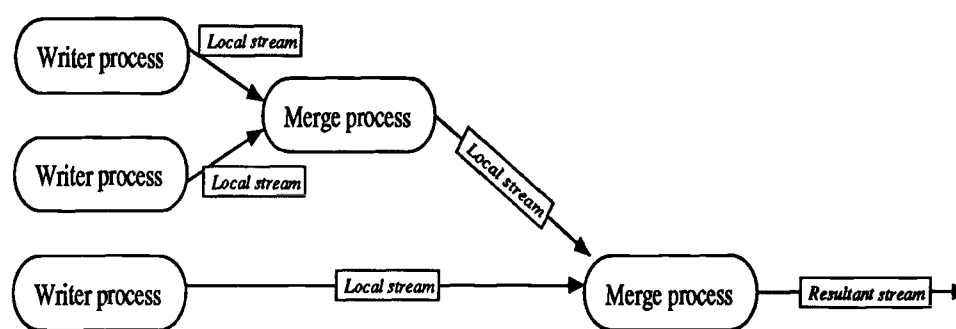 Local stream
Writer process
Merge process
Writer process
Local stream
Local stream
Writer process
Local stream
Merge process
Resultant stream